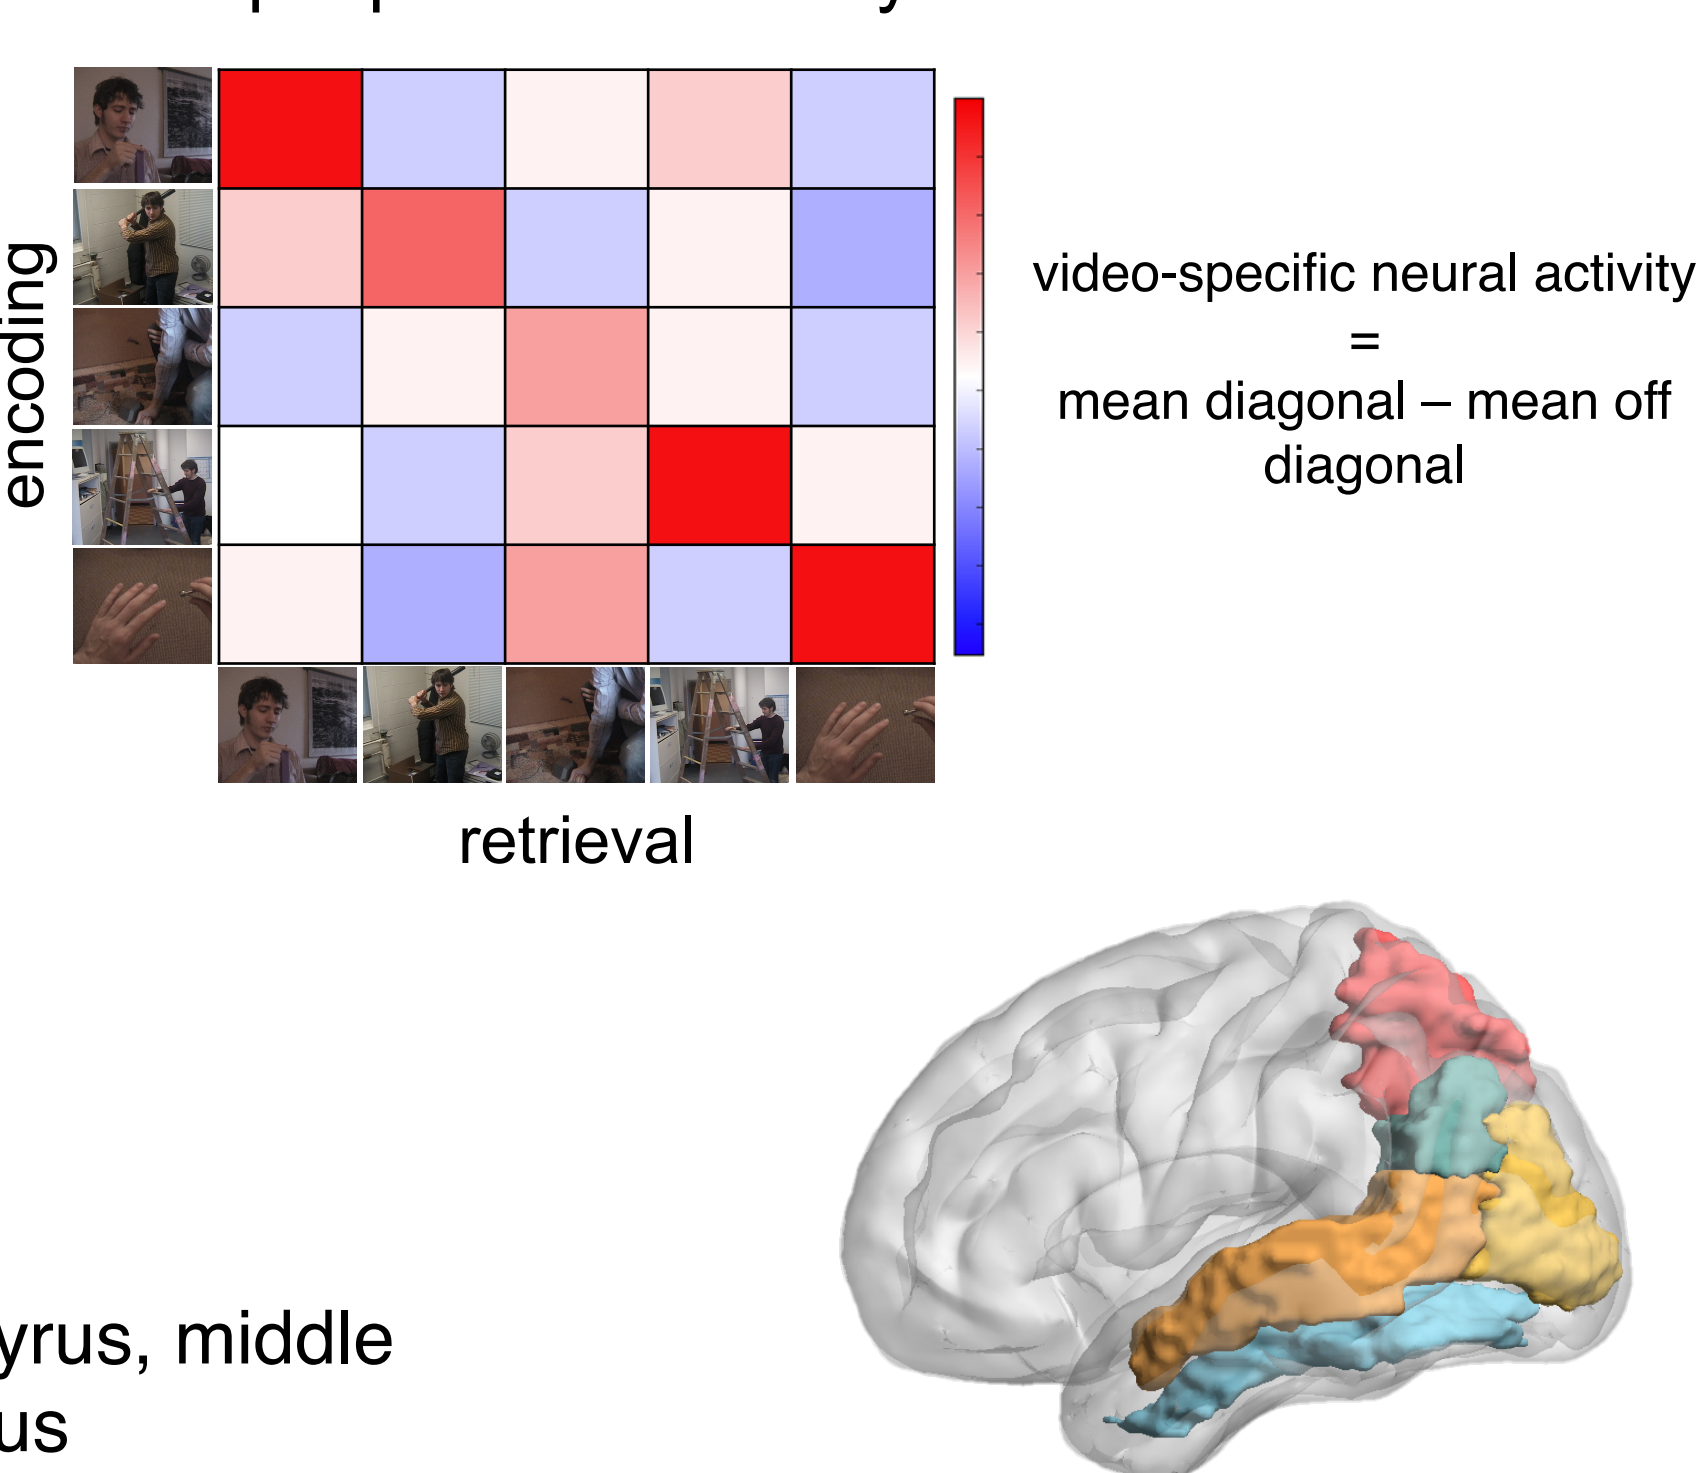 encoding
video-specific neural activity
=
mean diagonal – mean off
diagonal
retrieval
yrus, middle
us